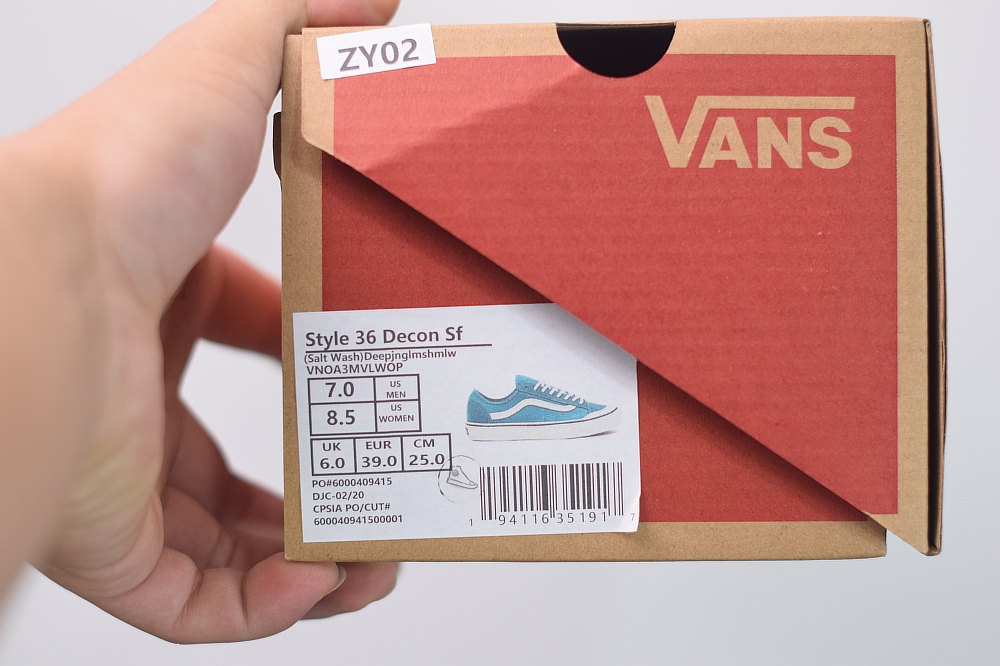 ZY02
VANS
Style 36 Decon Sf
(Salt Wash)Deepjnglmshmlw
VNOA3MVLWOP
7.0 US MEN
8.5 US WOMEN
UK EUR CM
6.0 39.0 25.0
PO#6000409415
DJC-02/20
CPSIA PO/CUT#
600040941500001
1 94116 35191 7